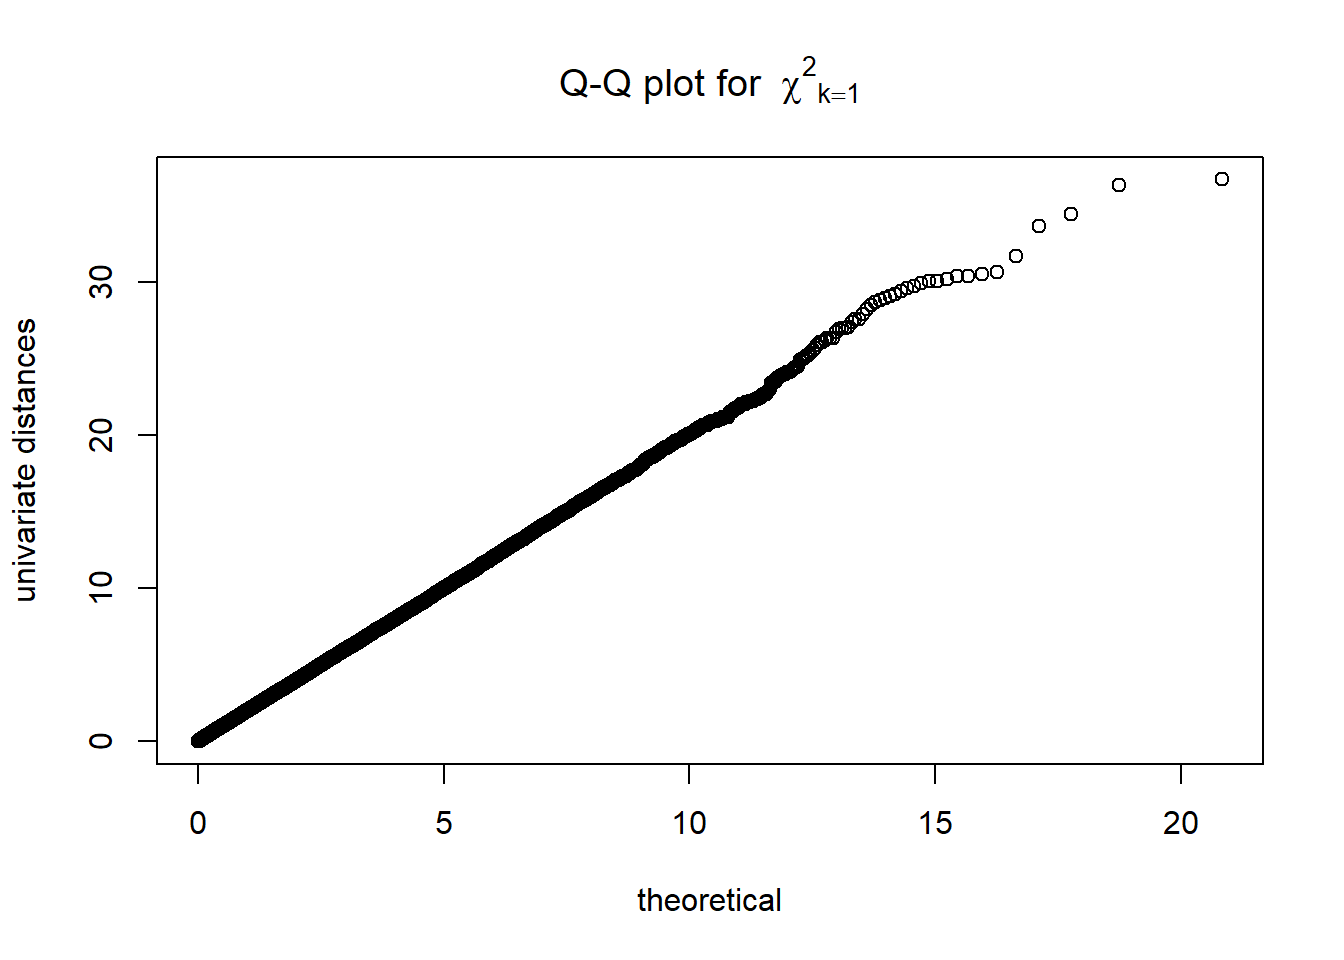 Q-Q plot for χ²ₖ₌₁
univariate distances
30
20
10
0
0 5 10 15 20
theoretical